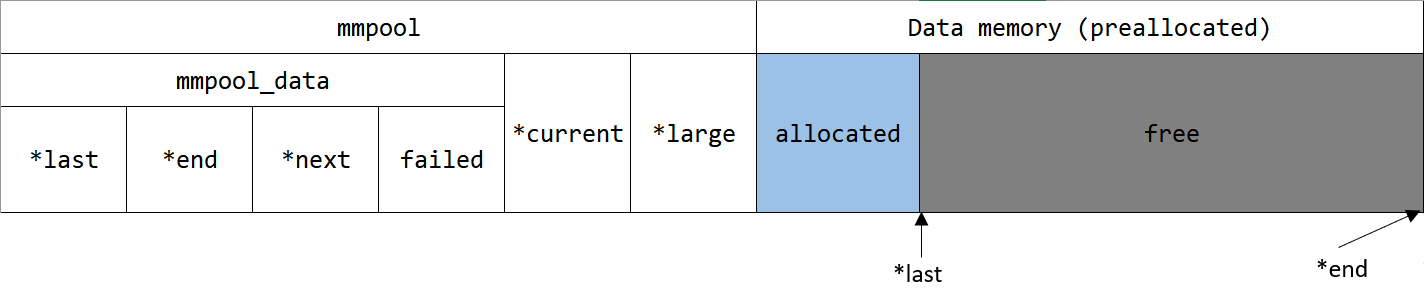 mmpool
Data memory (preallocated)
mmpool_data
*current
*large
allocated
free
*last
*end
*next
failed
*last
*end